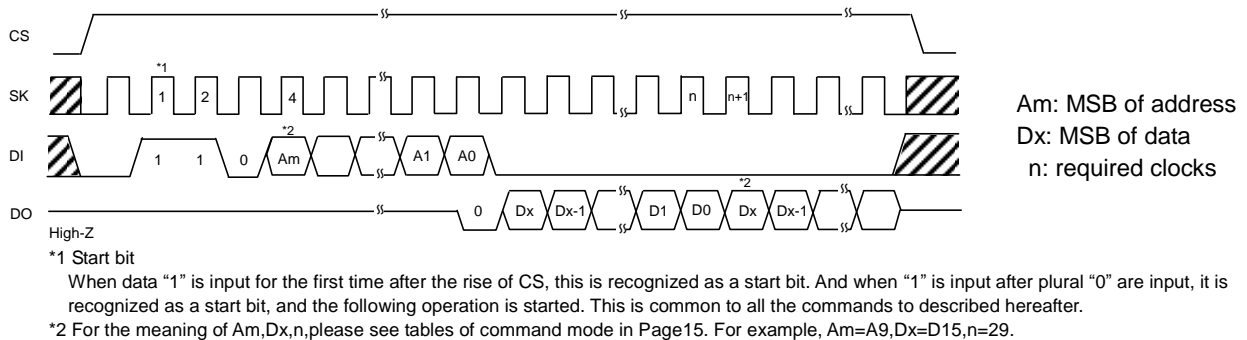 CS
*1
SK 1 2 4 n n+1
*2
DI 1 1 0 Am A1 A0
*2
DO 0 Dx Dx-1 D1 D0 Dx Dx-1
High-Z
Am: MSB of address
Dx: MSB of data
n: required clocks
*1 Start bit
When data “1” is input for the first time after the rise of CS, this is recognized as a start bit. And when “1” is input after plural “0” are input, it is
recognized as a start bit, and the following operation is started. This is common to all the commands to described hereafter.
*2 For the meaning of Am,Dx,n,please see tables of command mode in Page15. For example, Am=A9,Dx=D15,n=29.